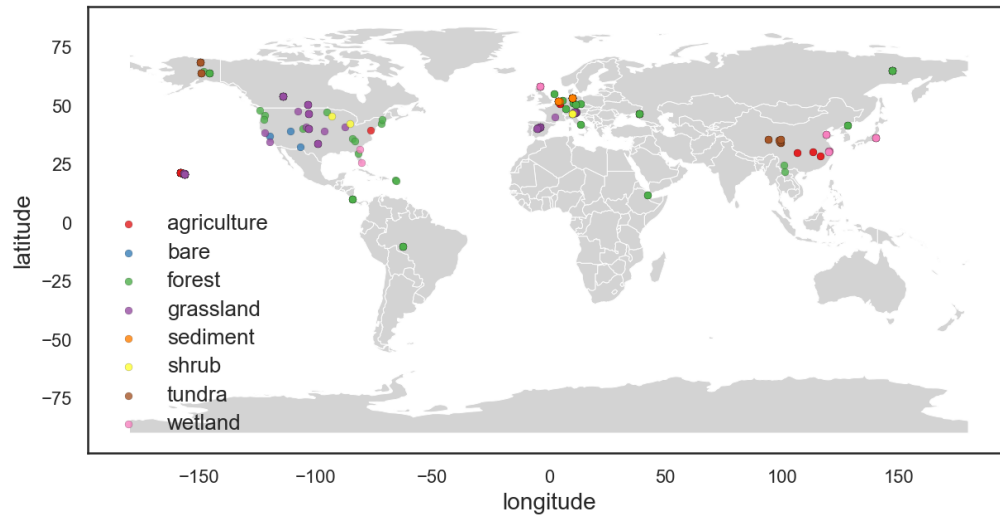 75
50
25
0
−25
−50
−75
latitude
agriculture
bare
forest
grassland
sediment
shrub
tundra
wetland
−150 −100 −50 0 50 100 150
longitude